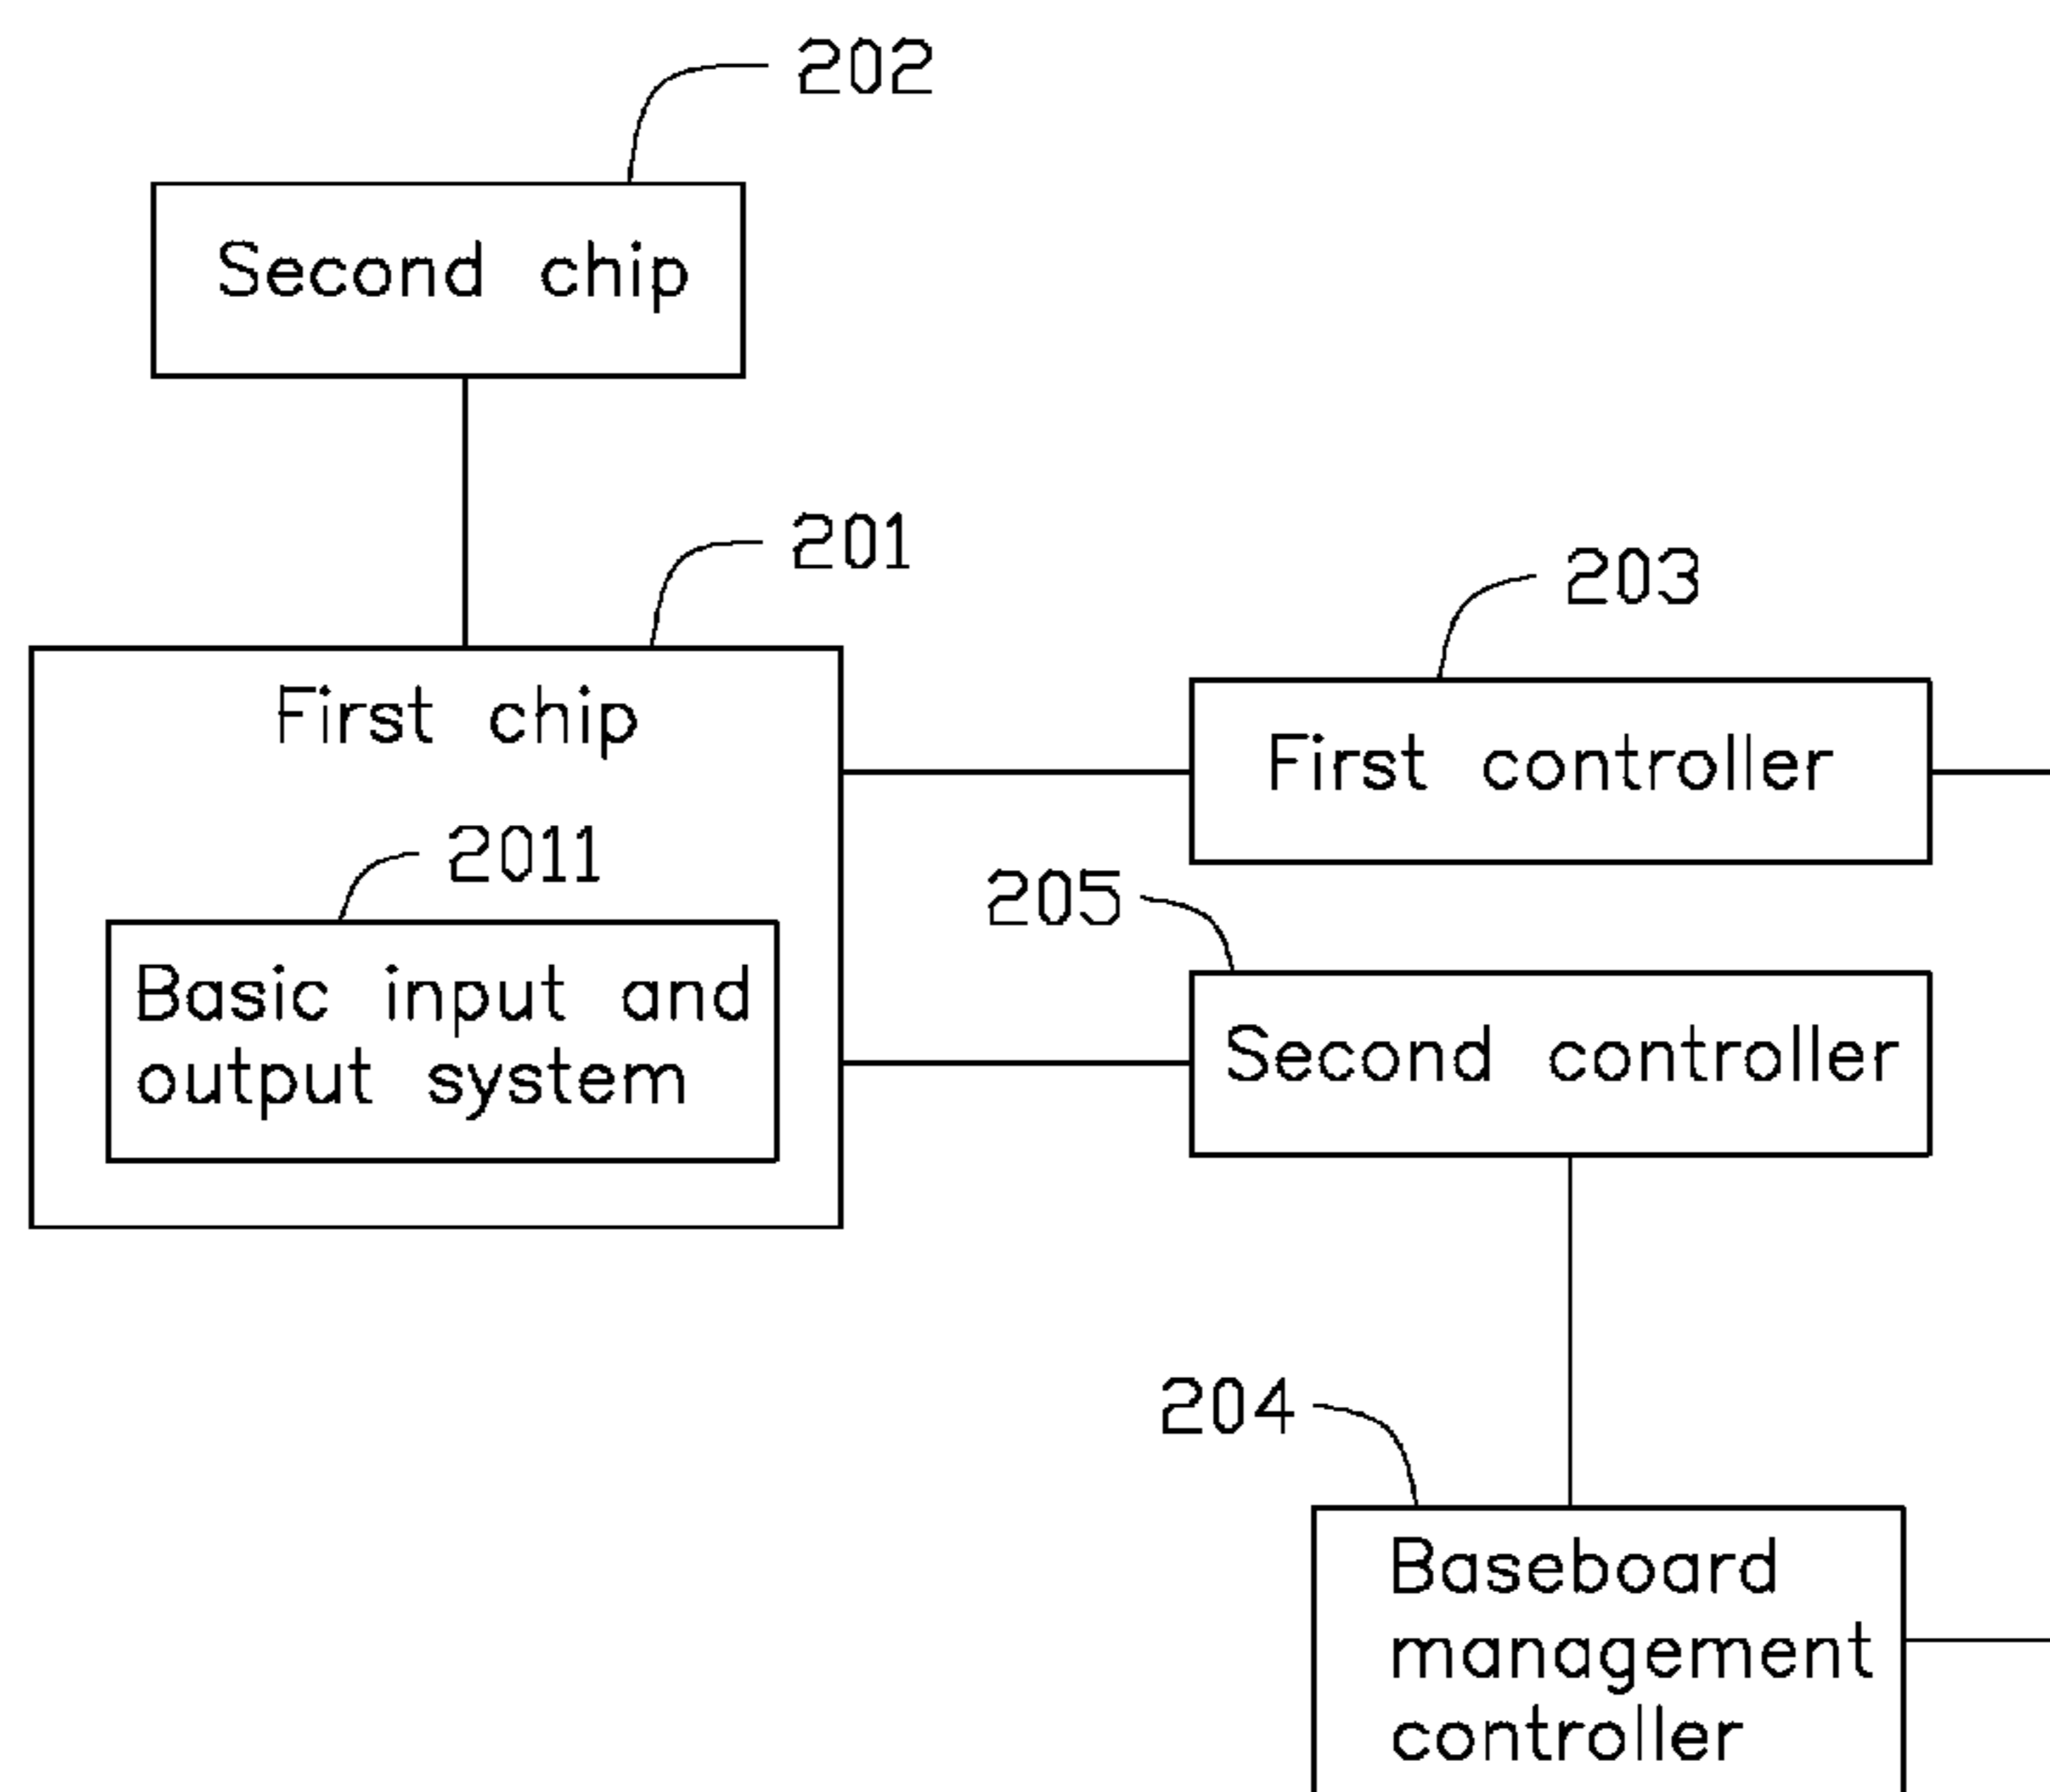 202
Second chip
201
First chip
203
First controller
2011
205
Basic input and
output system
Second controller
204
Baseboard
management
controller